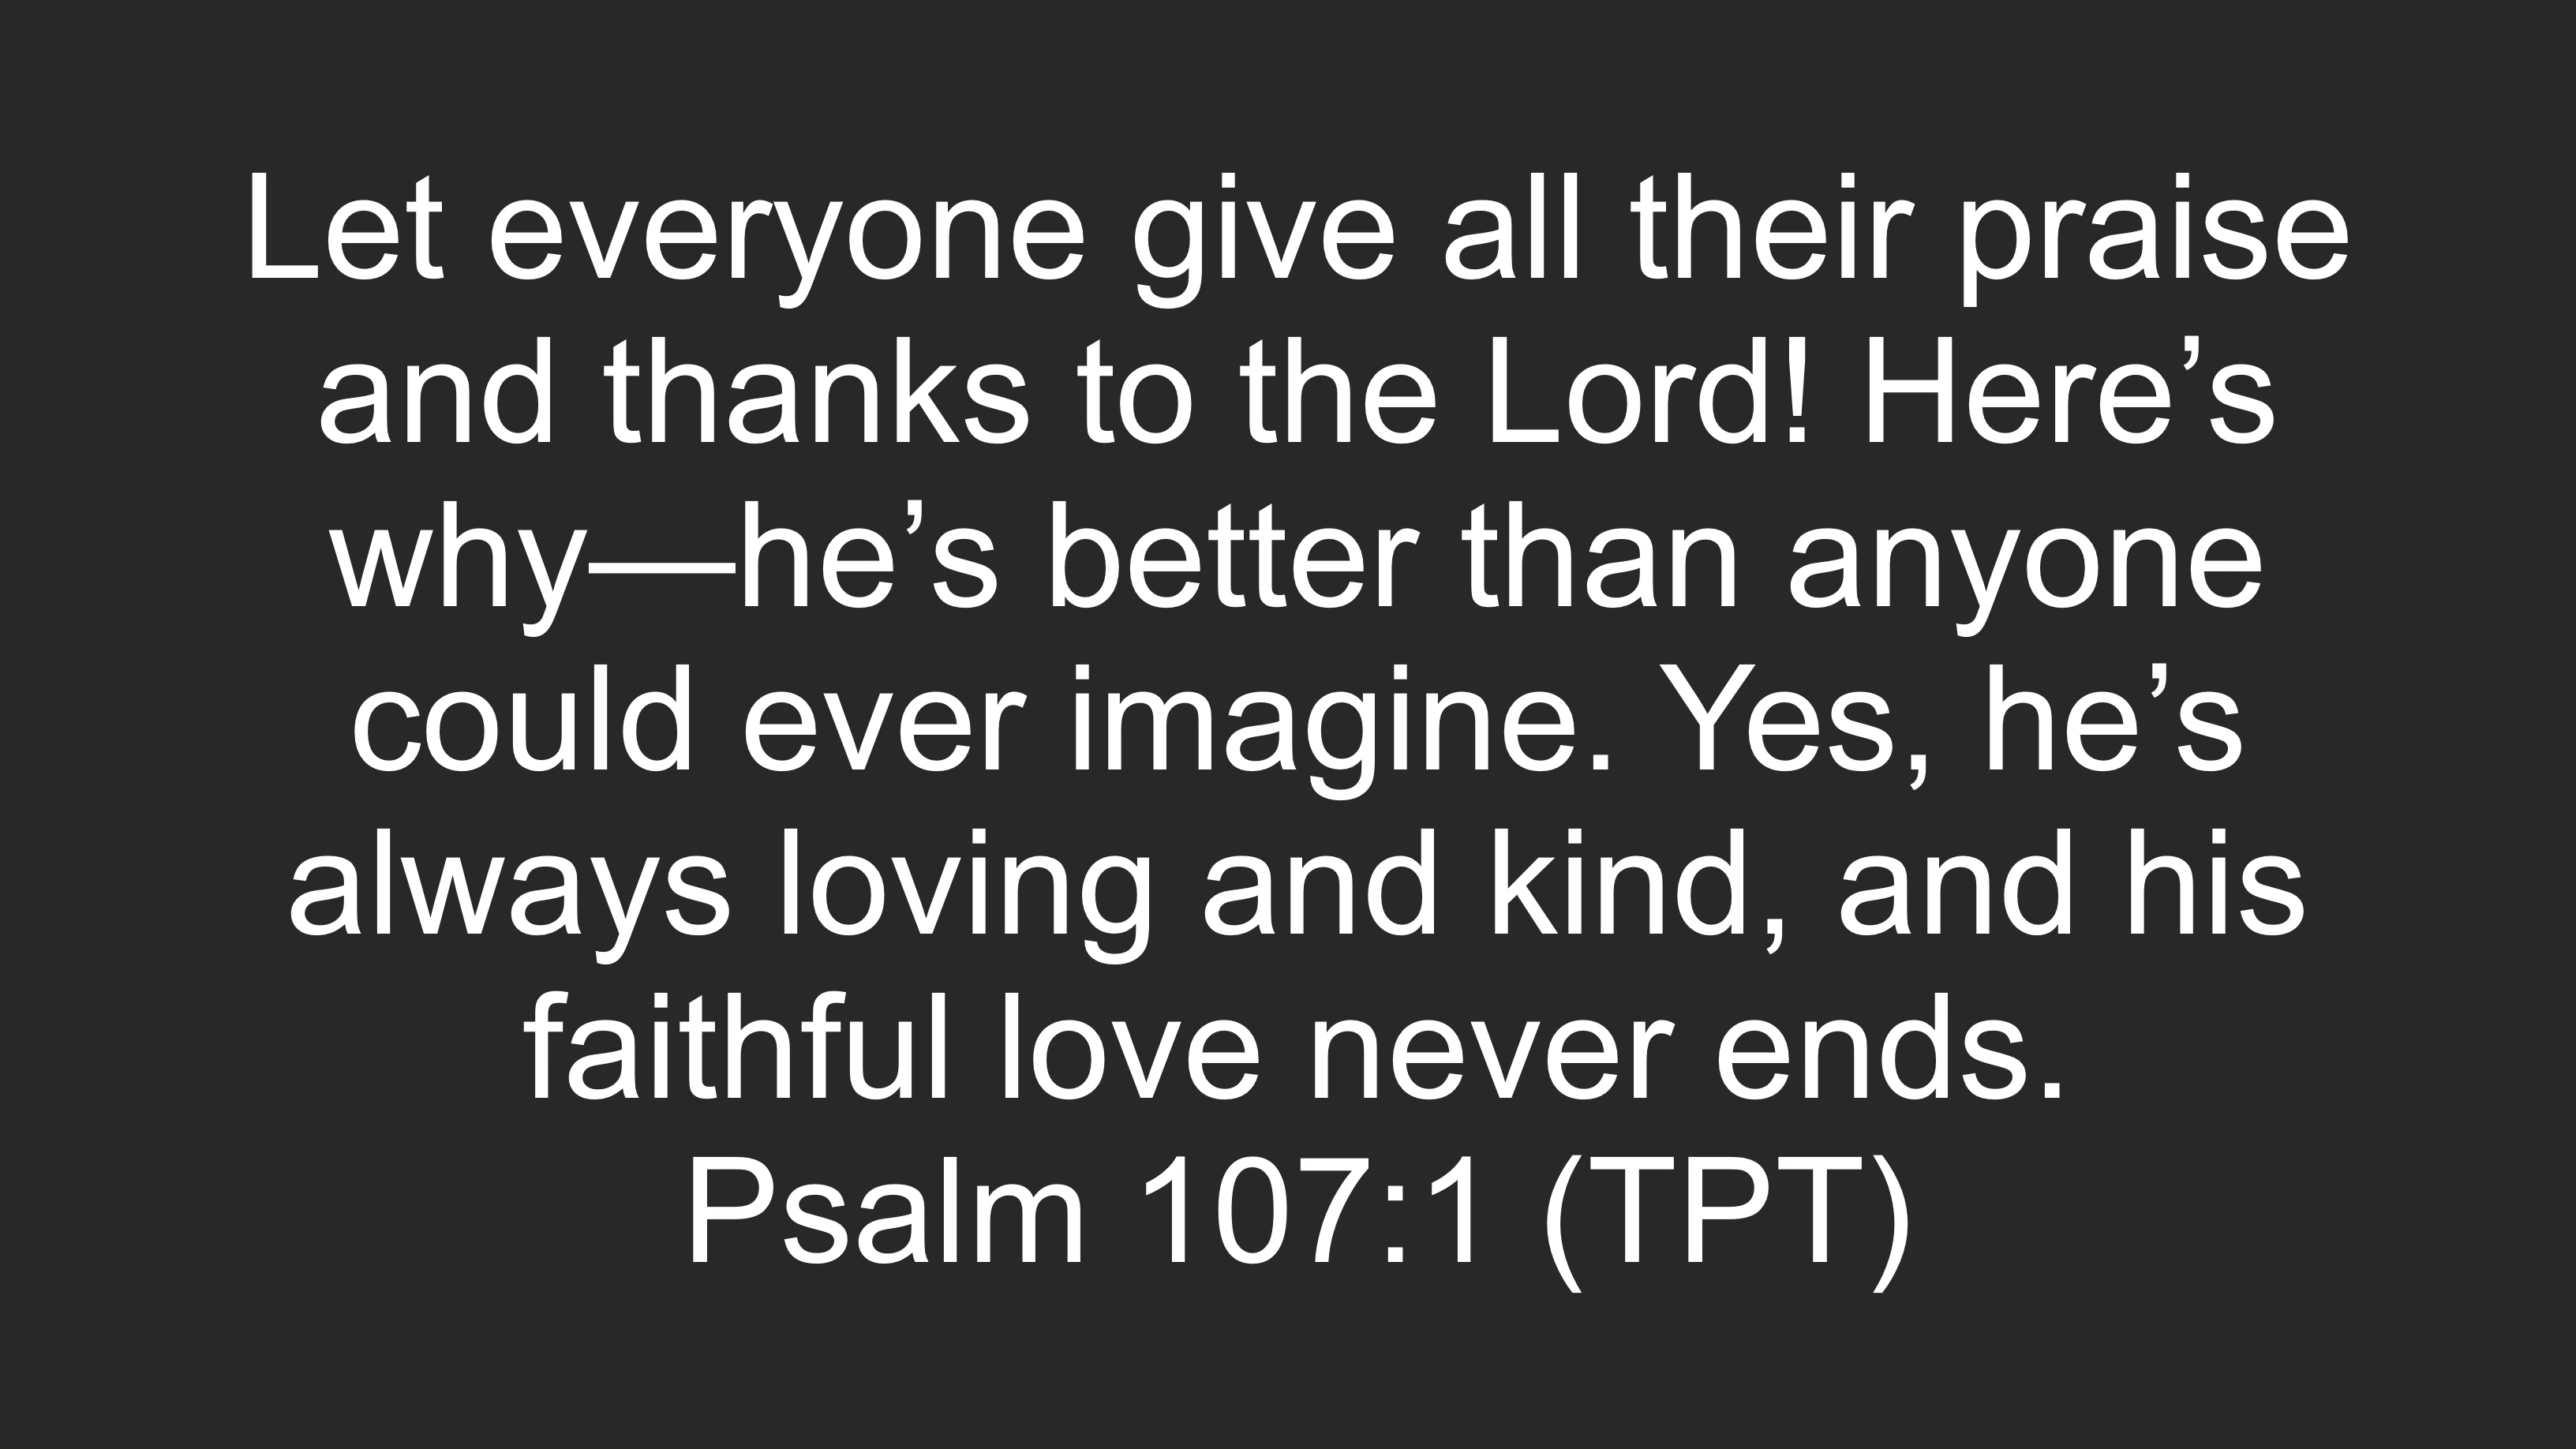 Let everyone give all their praise
and thanks to the Lord! Here’s
why—he’s better than anyone
could ever imagine. Yes, he’s
always loving and kind, and his
faithful love never ends.
Psalm 107:1 (TPT)